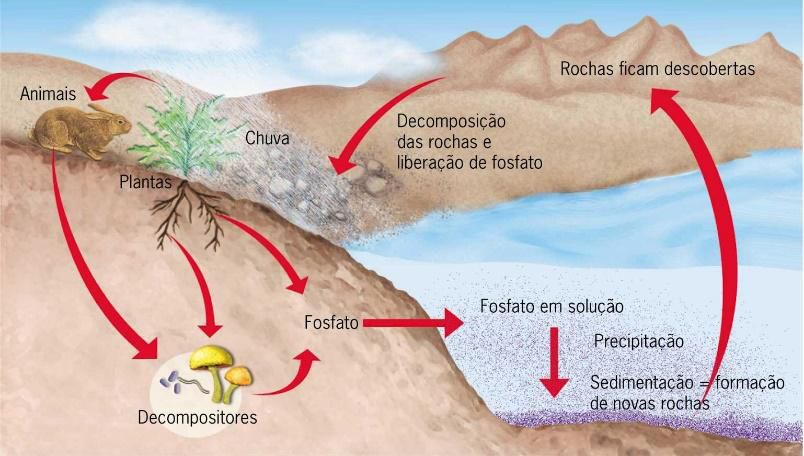 Rochas ficam descobertas
Animais
Decomposição
das rochas e
liberação de fosfato
Chuva
Plantas
Fosfato em solução
Fosfato
Precipitação
Sedimentação = formação
de novas rochas
Decompositores